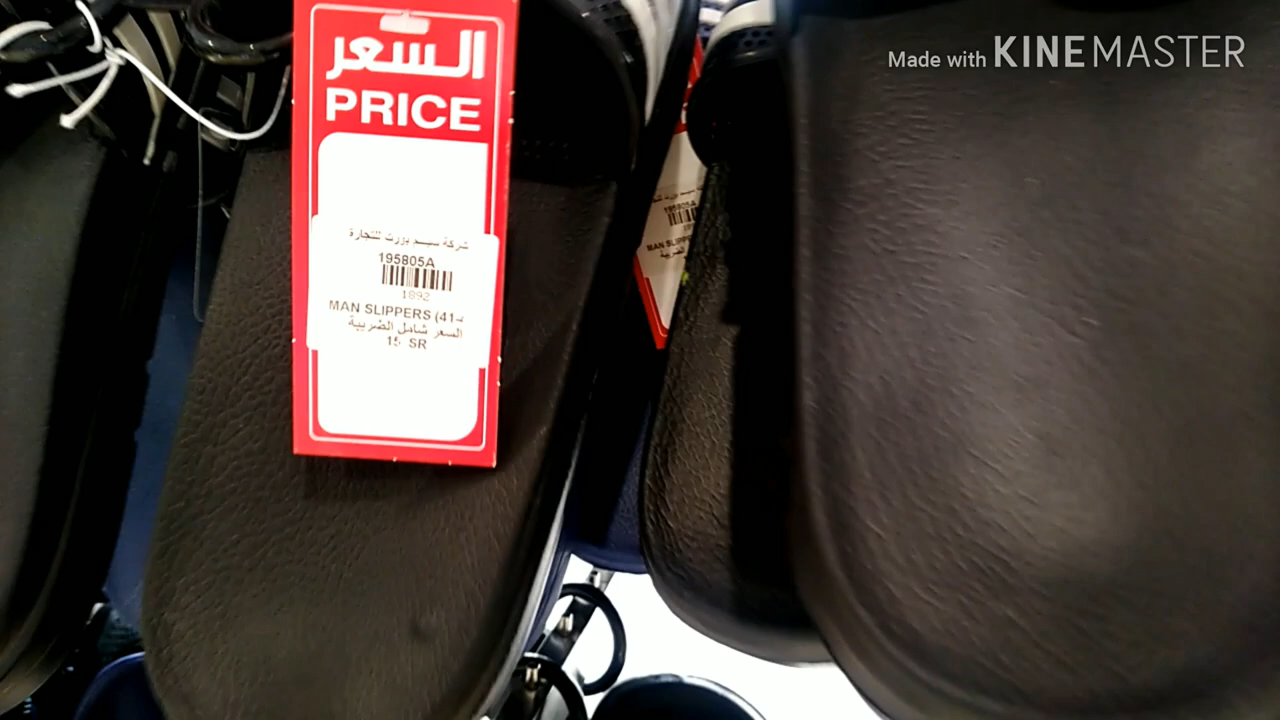 Made with KINEMASTER
السعر
PRICE
شركة سيسم بورت للتجارة
195805A
1892
MAN SLIPPERS (41-
السعر شامل الضريبة
15 SR
195805A
MAN SLIPP